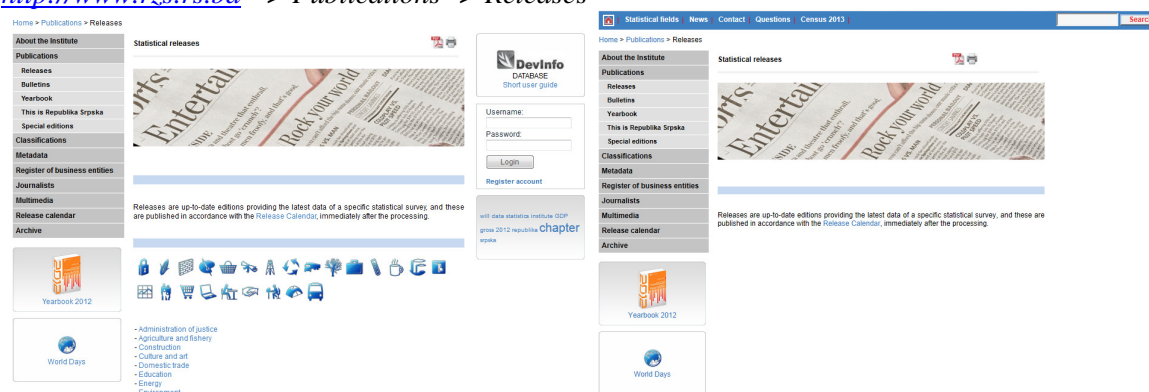 http://www.rzs.rs.ba -> Publications -> Releases
Home > Publications > Releases
About the Institute
Publications
Releases
Bulletins
Yearbook
This is Republika Srpska
Special editions
Classifications
Metadata
Register of business entities
Journalists
Multimedia
Release calendar
Archive
Yearbook 2012
World Days
Statistical releases
Entertain
Rock your world
Releases are up-to-date editions providing the latest data of a specific statistical survey, and these
are published in accordance with the Release Calendar, immediately after the processing.
- Administration of justice
- Agriculture and fishery
- Construction
- Culture and art
- Domestic trade
- Education
- Energy
- Environment
DevInfo
DATABASE
Short user guide
Username:
Password:
Login
Register account
will data statistics institute GDP
gross 2012 republika chapter
srpska
Statistical fields | News | Contact | Questions | Census 2013 |
Search
Home > Publications > Releases
About the Institute
Publications
Releases
Bulletins
Yearbook
This is Republika Srpska
Special editions
Classifications
Metadata
Register of business entities
Journalists
Multimedia
Release calendar
Archive
Yearbook 2012
World Days
Statistical releases
Entertain
Rock your world
Releases are up-to-date editions providing the latest data of a specific statistical survey, and these are
published in accordance with the Release Calendar, immediately after the processing.